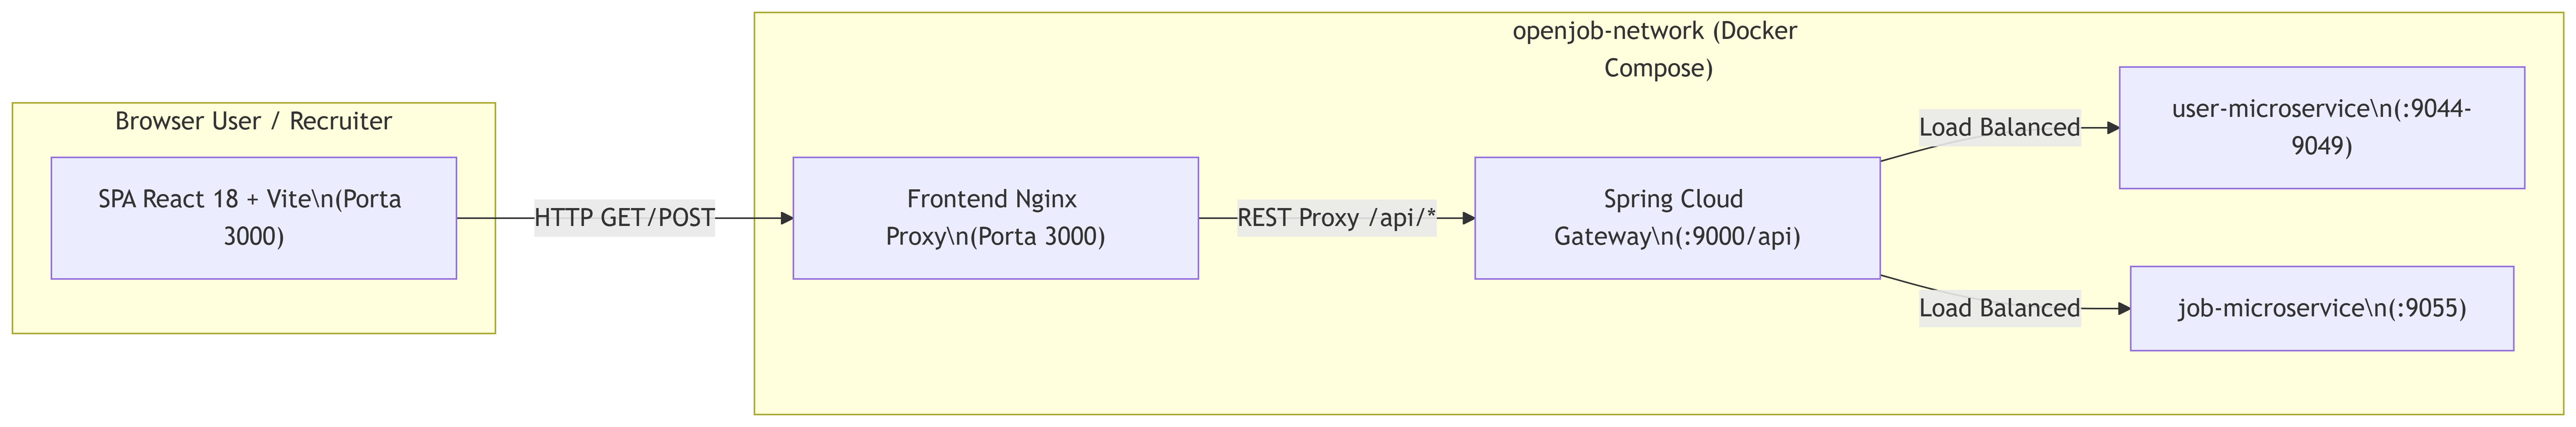 Browser User / Recruiter
SPA React 18 + Vite\n(Porta
3000)
HTTP GET/POST
openjob-network (Docker
Compose)
Frontend Nginx
Proxy\n(Porta 3000)
REST Proxy /api/*
Spring Cloud
Gateway\n(:9000/api)
Load Balanced
user-microservice\n(:9044-
9049)
Load Balanced
job-microservice\n(:9055)